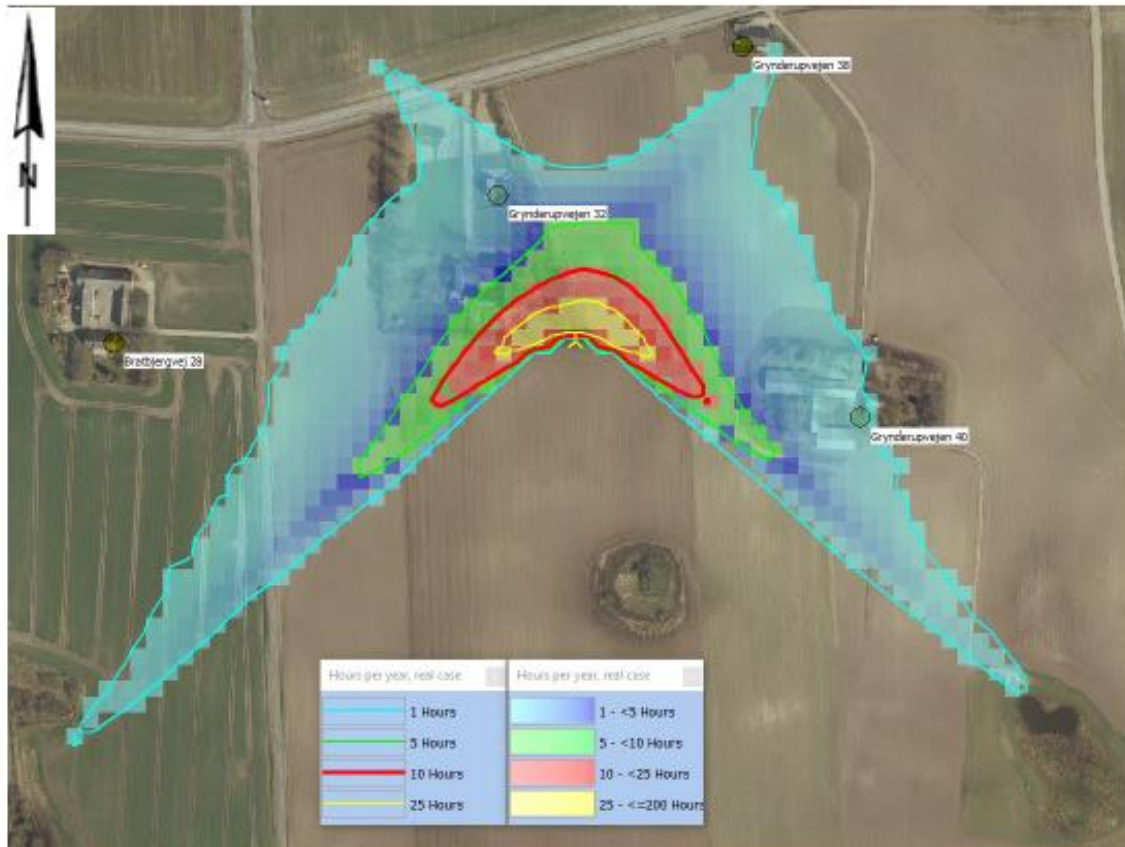 N
Grynderupvejen 38
Grynderupvejen 32
Bratbjergvej 28
Grynderupvejen 40
Hours per year, real case
1 Hours
5 Hours
10 Hours
25 Hours
Hours per year, real case
1 - <5 Hours
5 - <10 Hours
10 - <25 Hours
25 - <=200 Hours